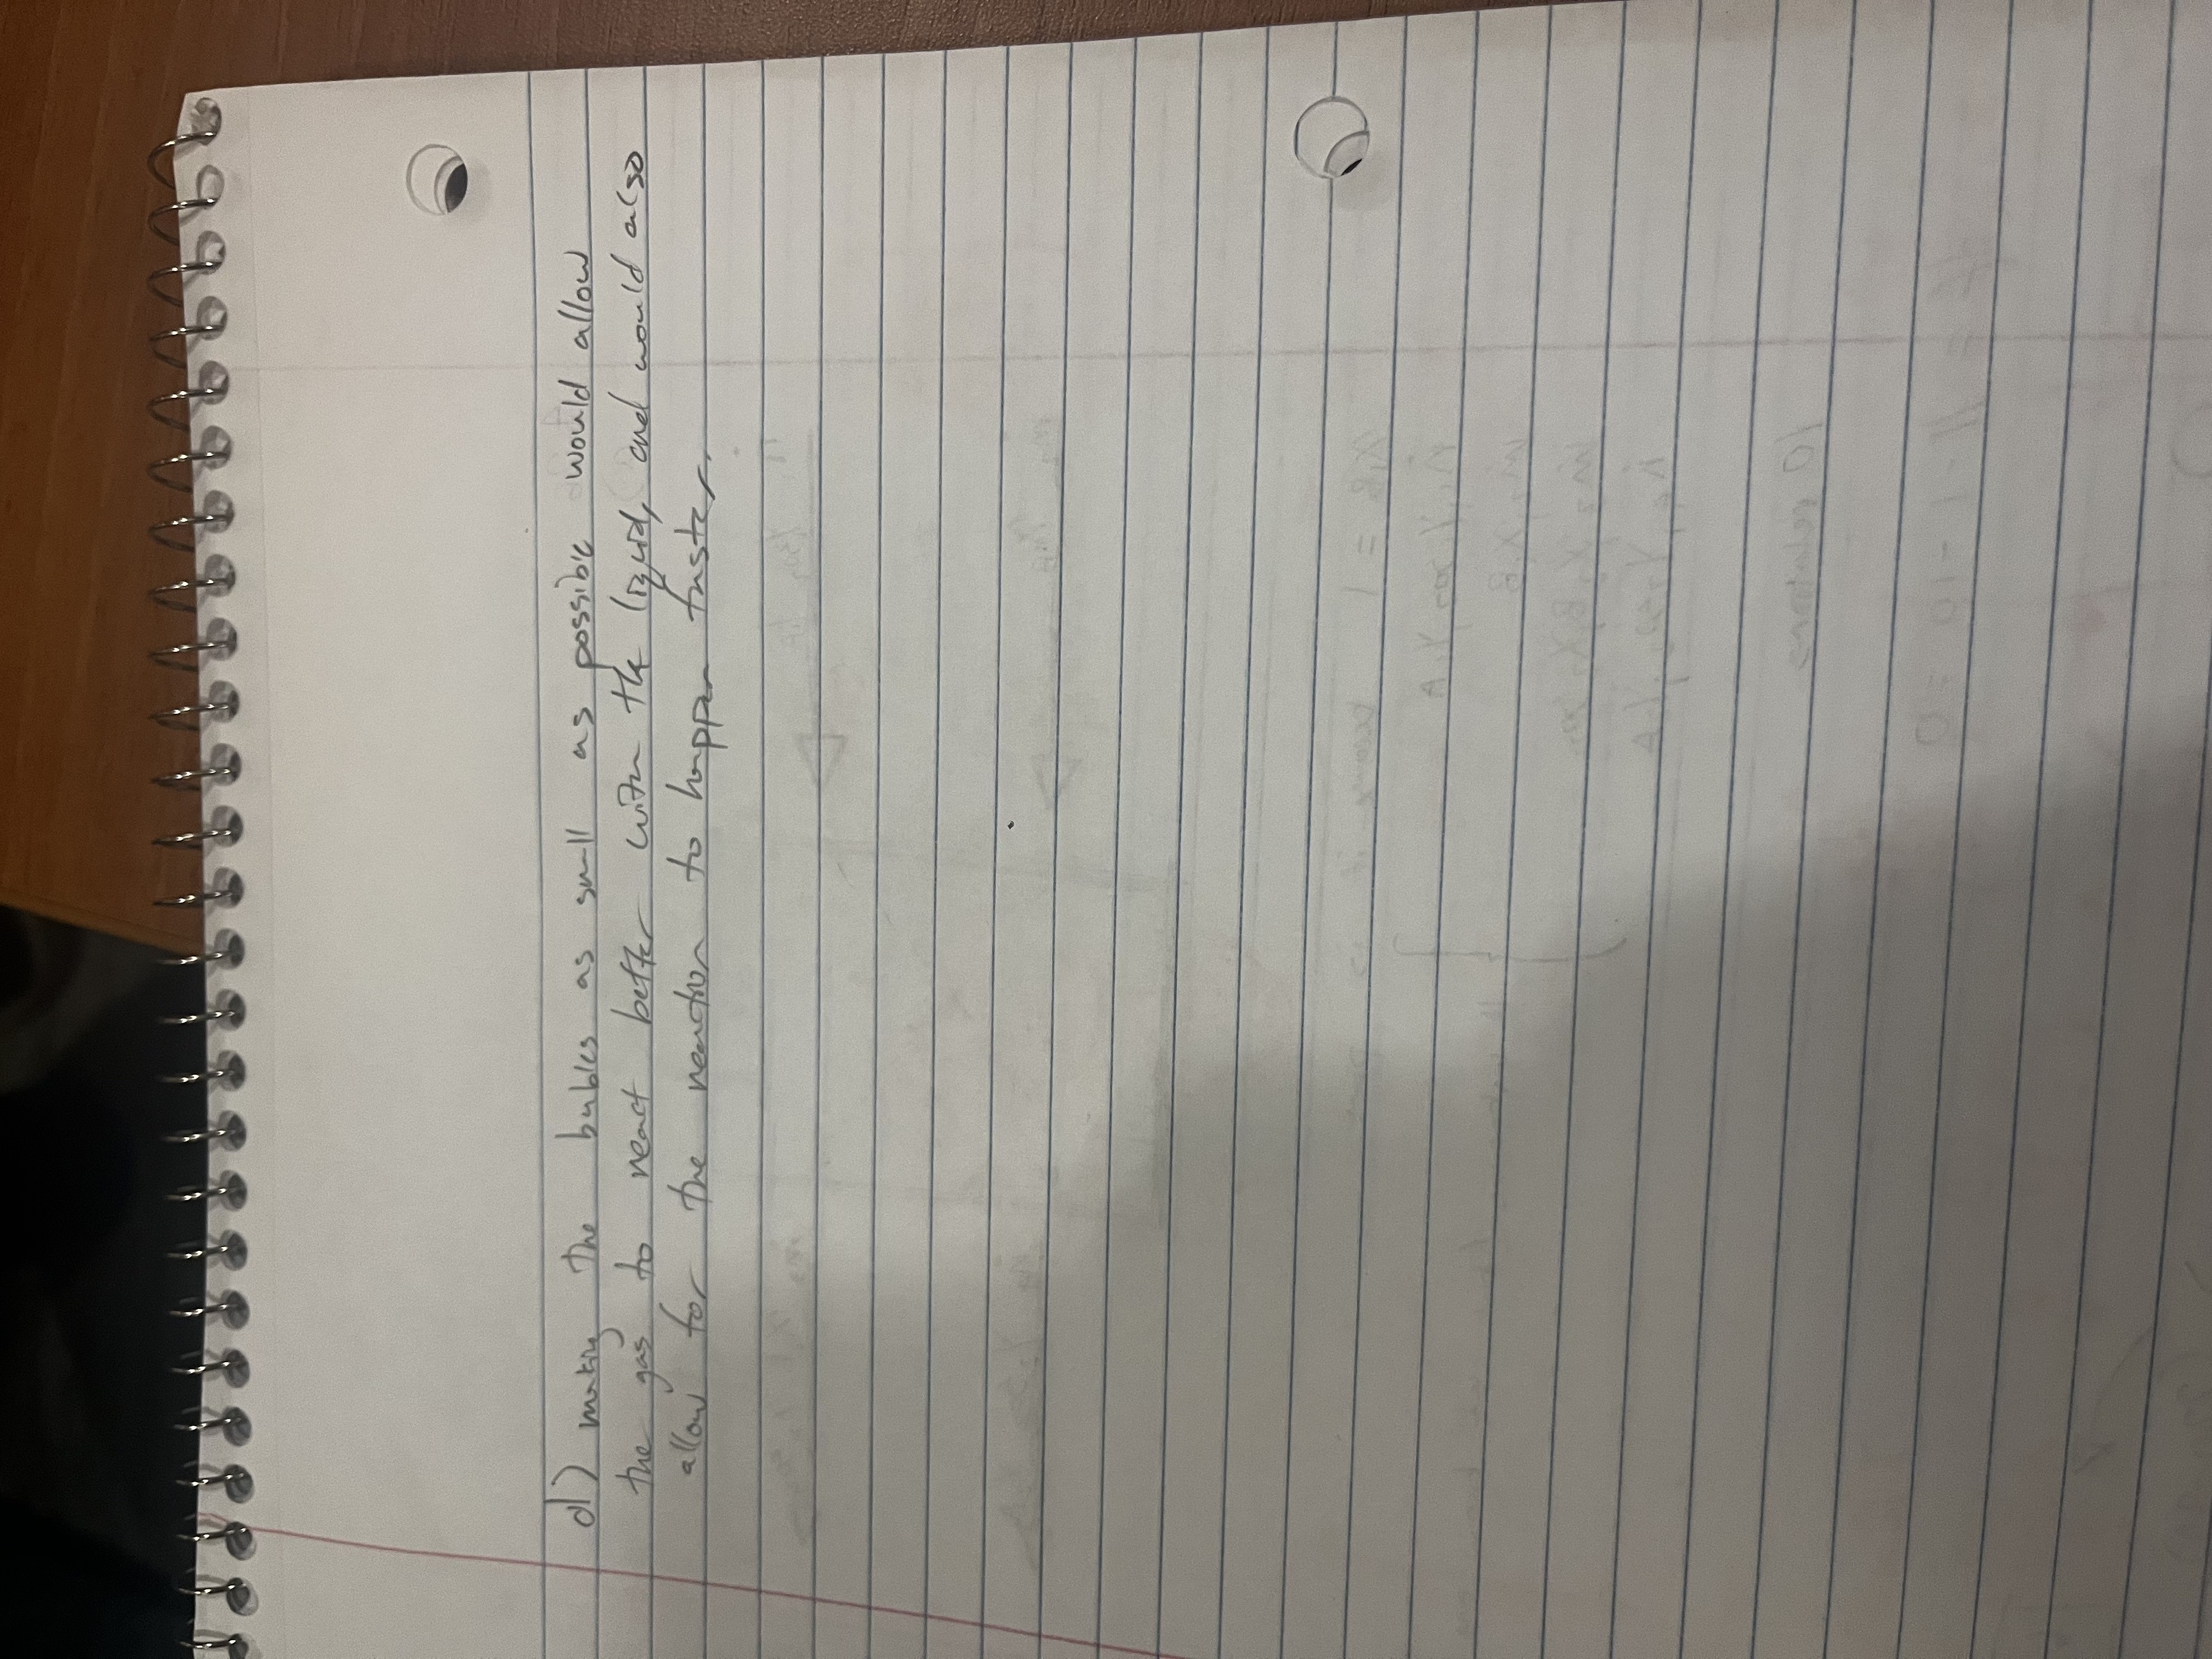 d) making the bubles as small as possible would allow
the gas to react better with the liquid, and would also
allow for the reaction to happen faster.